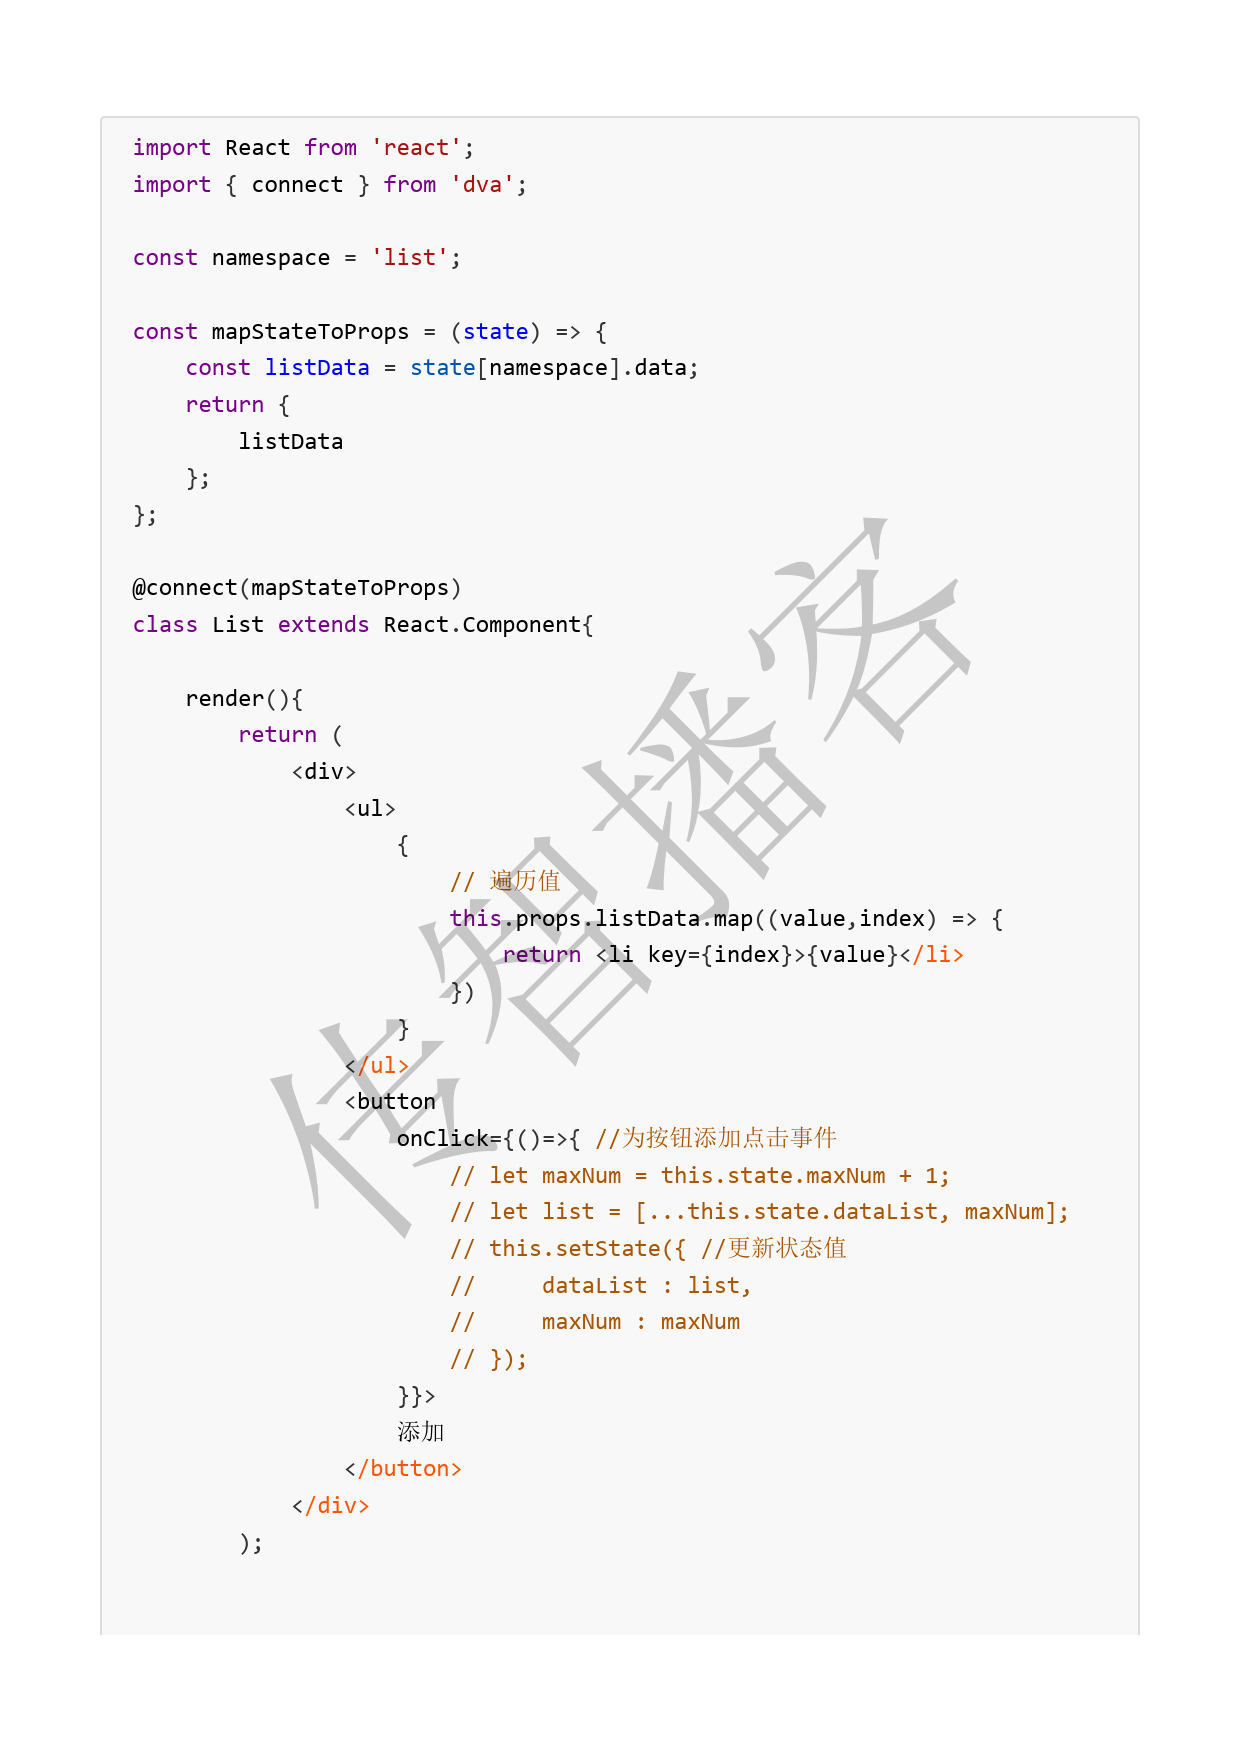 import React from 'react';
import { connect } from 'dva';
const namespace = 'list';
const mapStateToProps = (state) => {
    const listData = state[namespace].data;
    return {
        listData
    };
};
@connect(mapStateToProps)
class List extends React.Component{
    render(){
        return (
            <div>
                <ul>
                    {
                        // 遍历值
                        this.props.listData.map((value,index) => {
                            return <li key={index}>{value}</li>
                        })
                    }
                </ul>
                <button
                    onClick={()=>{ //为按钮添加点击事件
                        // let maxNum = this.state.maxNum + 1;
                        // let list = [...this.state.dataList, maxNum];
                        // this.setState({ //更新状态值
                        //     dataList : list,
                        //     maxNum : maxNum
                        // });
                    }}>
                    添加
                </button>
            </div>
        );
传智播客